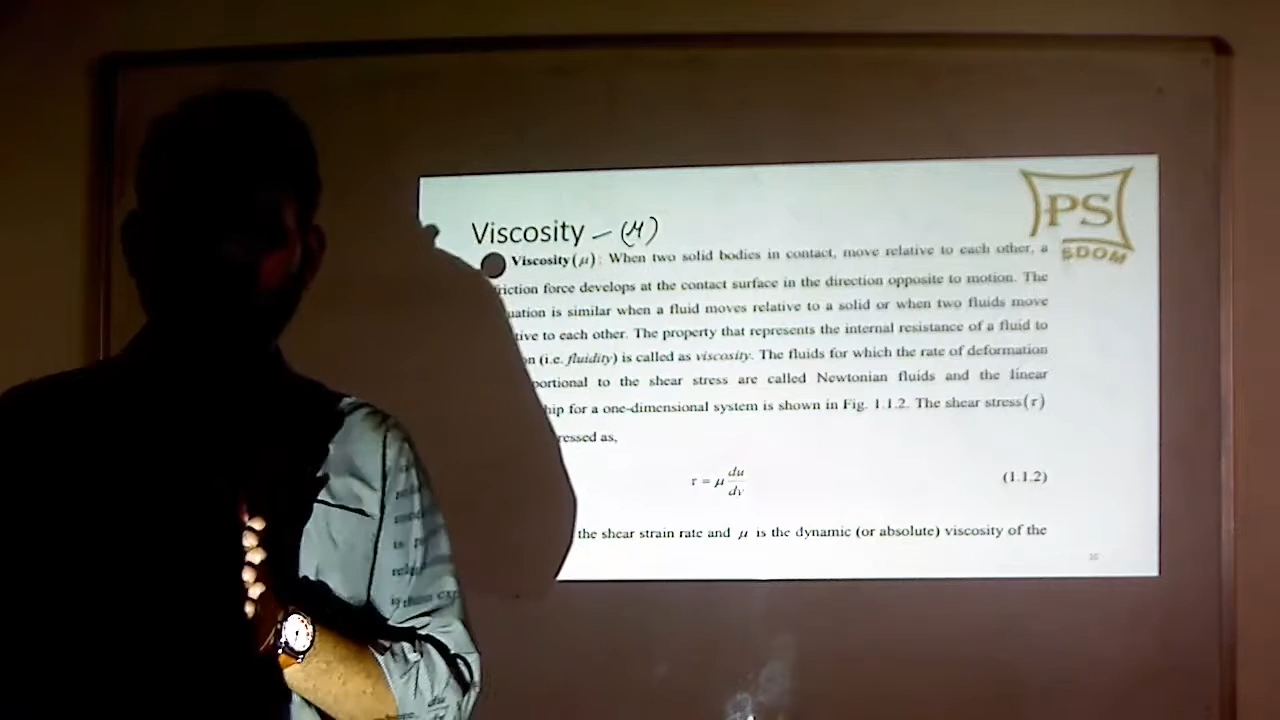 Viscosity – (μ)
PS
SDOM
Viscosity (μ): When two solid bodies in contact, move relative to each other, a
riction force develops at the contact surface in the direction opposite to motion. The
uation is similar when a fluid moves relative to a solid or when two fluids move
tive to each other. The property that represents the internal resistance of a fluid to
on (i.e. fluidity) is called as viscosity. The fluids for which the rate of deformation
portional to the shear stress are called Newtonian fluids and the linear
hip for a one-dimensional system is shown in Fig. 1.1.2. The shear stress (τ)
ressed as,
τ = μ du/dy (1.1.2)
the shear strain rate and μ is the dynamic (or absolute) viscosity of the